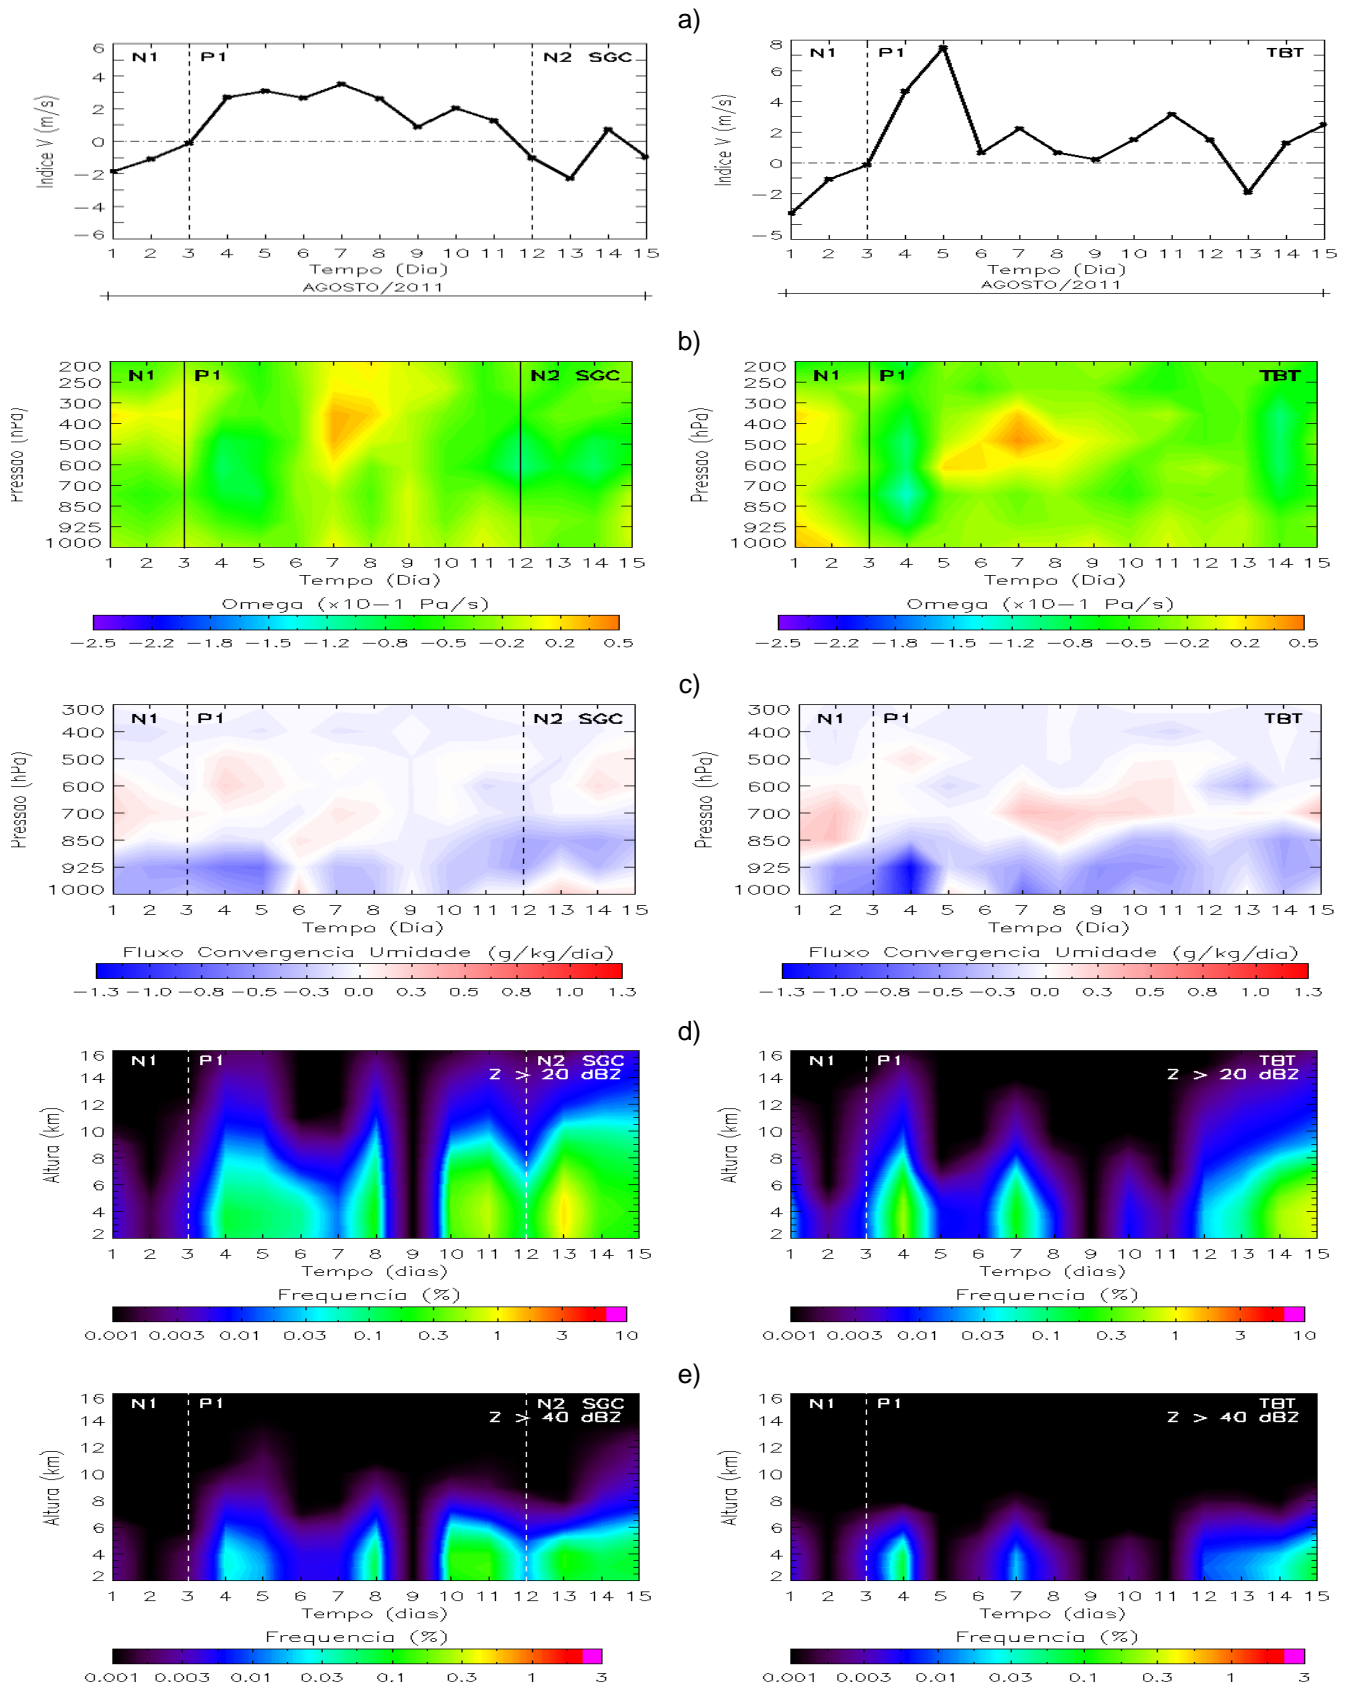 a)
N1 P1 N2 SGC
6
4
2
0
-2
-4
-6
Indice V (m/s)
1 2 3 4 5 6 7 8 9 10 11 12 13 14 15
Tempo (Dia)
AGOSTO/2011
N1 P1 TBT
8
6
4
2
0
-2
-5
Indice V (m/s)
1 2 3 4 5 6 7 8 9 10 11 12 13 14 15
Tempo (Dia)
AGOSTO/2011
b)
N1 P1 N2 SGC
200
250
300
400
500
600
700
850
925
1000
Pressao (hPa)
1 2 3 4 5 6 7 8 9 10 11 12 13 14 15
Tempo (Dia)
Omega (x10-1 Pa/s)
-2.5 -2.2 -1.8 -1.5 -1.2 -0.8 -0.5 -0.2 0.2 0.5
N1 P1 TBT
200
250
300
400
500
600
700
850
925
1000
Pressao (hPa)
1 2 3 4 5 6 7 8 9 10 11 12 13 14 15
Tempo (Dia)
Omega (x10-1 Pa/s)
-2.5 -2.2 -1.8 -1.5 -1.2 -0.8 -0.5 -0.2 0.2 0.5
c)
N1 P1 N2 SGC
300
400
500
600
700
850
925
1000
Pressao (hPa)
1 2 3 4 5 6 7 8 9 10 11 12 13 14 15
Tempo (Dia)
Fluxo Convergencia Umidade (g/kg/dia)
-1.3 -1.0 -0.8 -0.5 -0.3 0.0 0.3 0.5 0.8 1.0 1.3
N1 P1 TBT
300
400
500
600
700
850
925
1000
Pressao (hPa)
1 2 3 4 5 6 7 8 9 10 11 12 13 14 15
Tempo (Dia)
Fluxo Convergencia Umidade (g/kg/dia)
-1.3 -1.0 -0.8 -0.5 -0.3 0.0 0.3 0.5 0.8 1.0 1.3
d)
N1 P1 N2 SGC
Z > 20 dBZ
16
14
12
10
8
6
4
2
Altura (km)
1 2 3 4 5 6 7 8 9 10 11 12 13 14 15
Tempo (dias)
Frequencia (%)
0.001 0.003 0.01 0.03 0.1 0.3 1 3 10
N1 P1 TBT
Z > 20 dBZ
16
14
12
10
8
6
4
2
Altura (km)
1 2 3 4 5 6 7 8 9 10 11 12 13 14 15
Tempo (dias)
Frequencia (%)
0.001 0.003 0.01 0.03 0.1 0.3 1 3 10
e)
N1 P1 N2 SGC
Z > 40 dBZ
16
14
12
10
8
6
4
2
Altura (km)
1 2 3 4 5 6 7 8 9 10 11 12 13 14 15
Tempo (dias)
Frequencia (%)
0.001 0.003 0.01 0.03 0.1 0.3 1 3
N1 P1 TBT
Z > 40 dBZ
16
14
12
10
8
6
4
2
Altura (km)
1 2 3 4 5 6 7 8 9 10 11 12 13 14 15
Tempo (dias)
Frequencia (%)
0.001 0.003 0.01 0.03 0.1 0.3 1 3